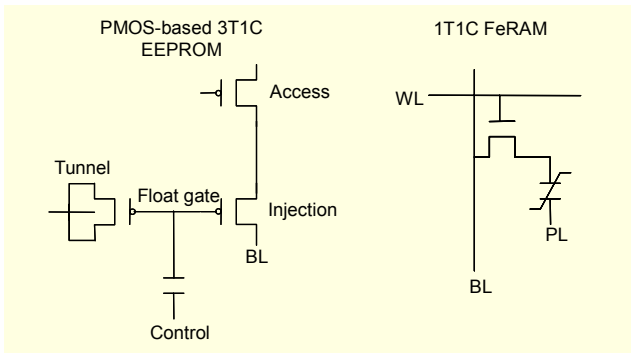 PMOS-based 3T1C
EEPROM
Access
Tunnel
Float gate
Injection
BL
Control
1T1C FeRAM
WL
PL
BL